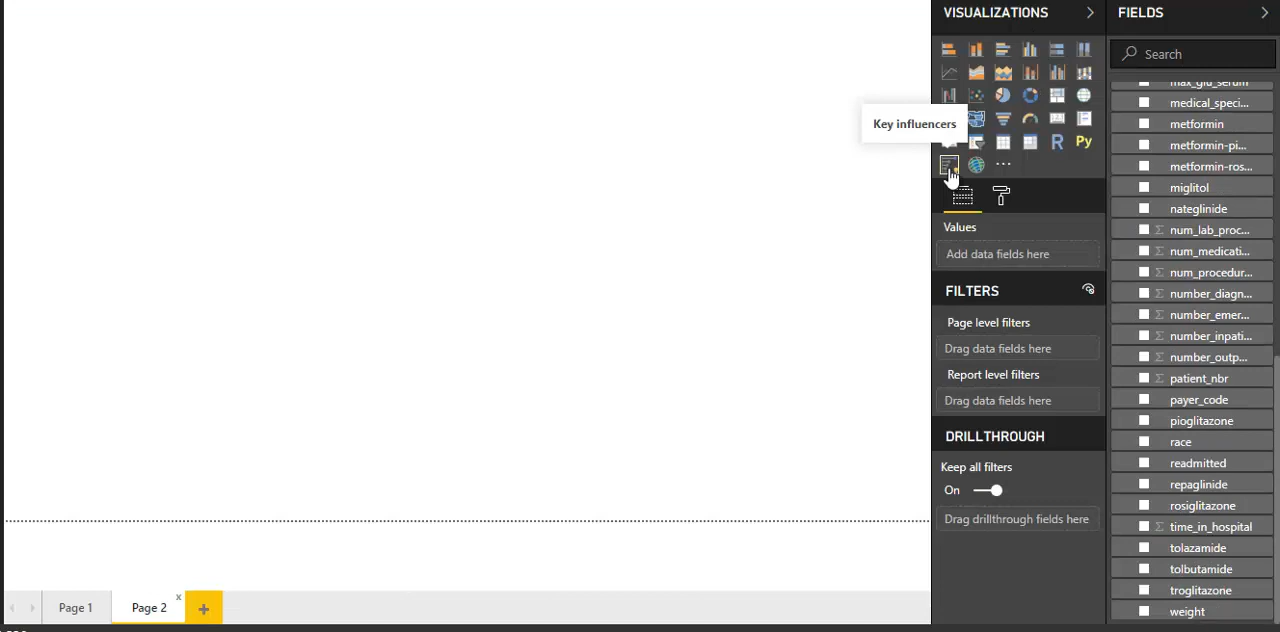 VISUALIZATIONS
FIELDS
Search
max_glu_serum
medical_speci...
Key influencers
metformin
R
Py
metformin-pi...
...
metformin-ros...
miglitol
nateglinide
Values
num_lab_proc...
Add data fields here
num_medicati...
num_procedur...
FILTERS
number_diagn...
Page level filters
number_emer...
Drag data fields here
number_inpati...
number_outp...
Report level filters
patient_nbr
Drag data fields here
payer_code
pioglitazone
DRILLTHROUGH
race
Keep all filters
readmitted
On
repaglinide
rosiglitazone
Drag drillthrough fields here
time_in_hospital
tolazamide
tolbutamide
troglitazone
Page 1
Page 2
x
+
weight